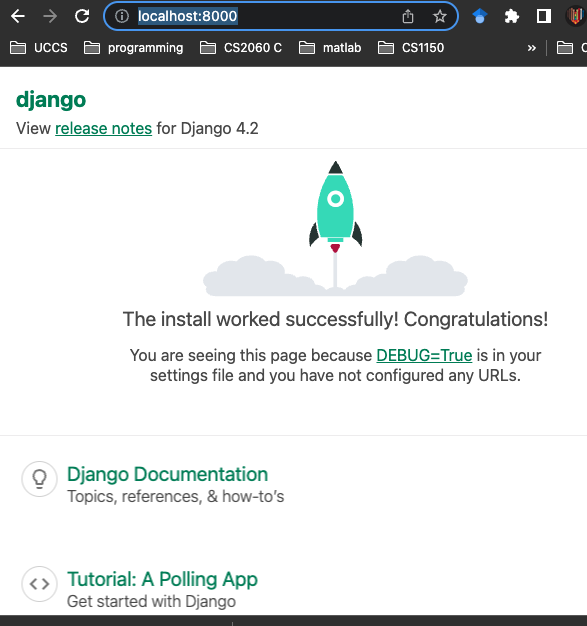 localhost:8000
UCCS programming CS2060 C matlab CS1150 »
django
View release notes for Django 4.2
The install worked successfully! Congratulations!
You are seeing this page because DEBUG=True is in your
settings file and you have not configured any URLs.
Django Documentation
Topics, references, & how-to's
Tutorial: A Polling App
Get started with Django